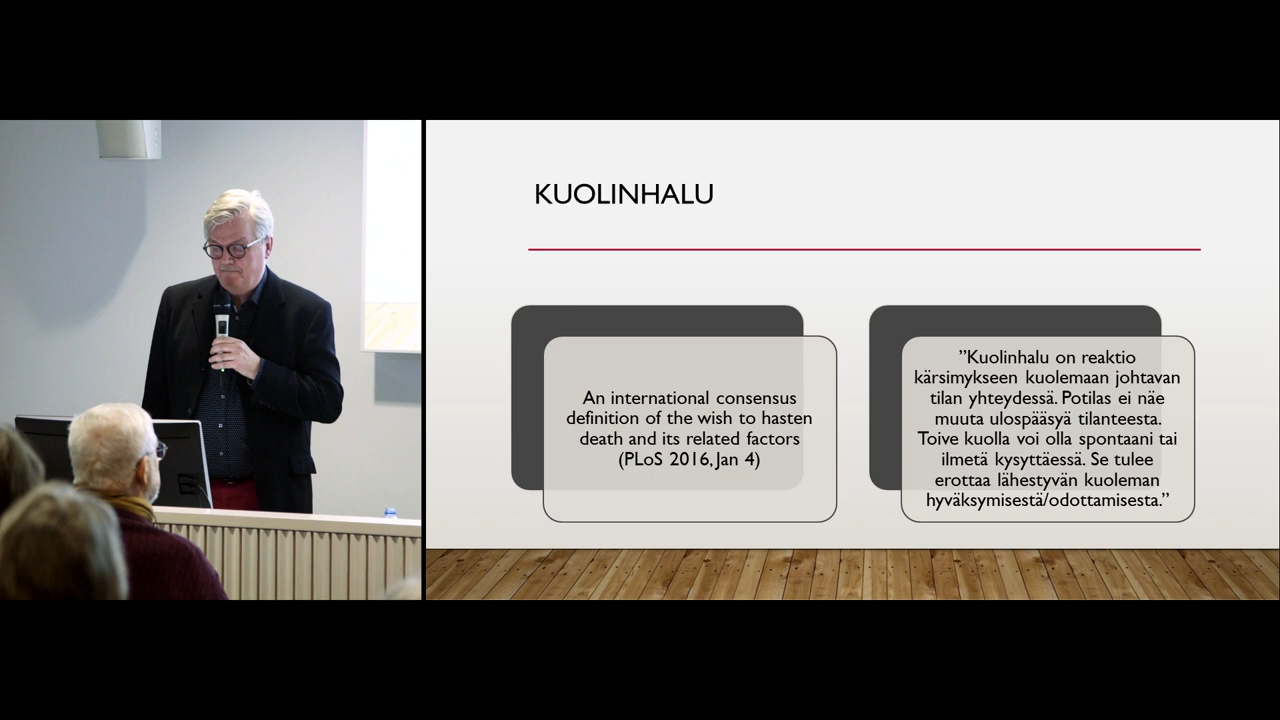 KUOLINHALU
An international consensus
definition of the wish to hasten
death and its related factors
(PLoS 2016, Jan 4)
”Kuolinhalu on reaktio
kärsimykseen kuolemaan johtavan
tilan yhteydessä. Potilas ei näe
muuta ulospääsyä tilanteesta.
Toive kuolla voi olla spontaani tai
ilmetä kysyttäessä. Se tulee
erottaa lähestyvän kuoleman
hyväksymisestä/odottamisesta.”